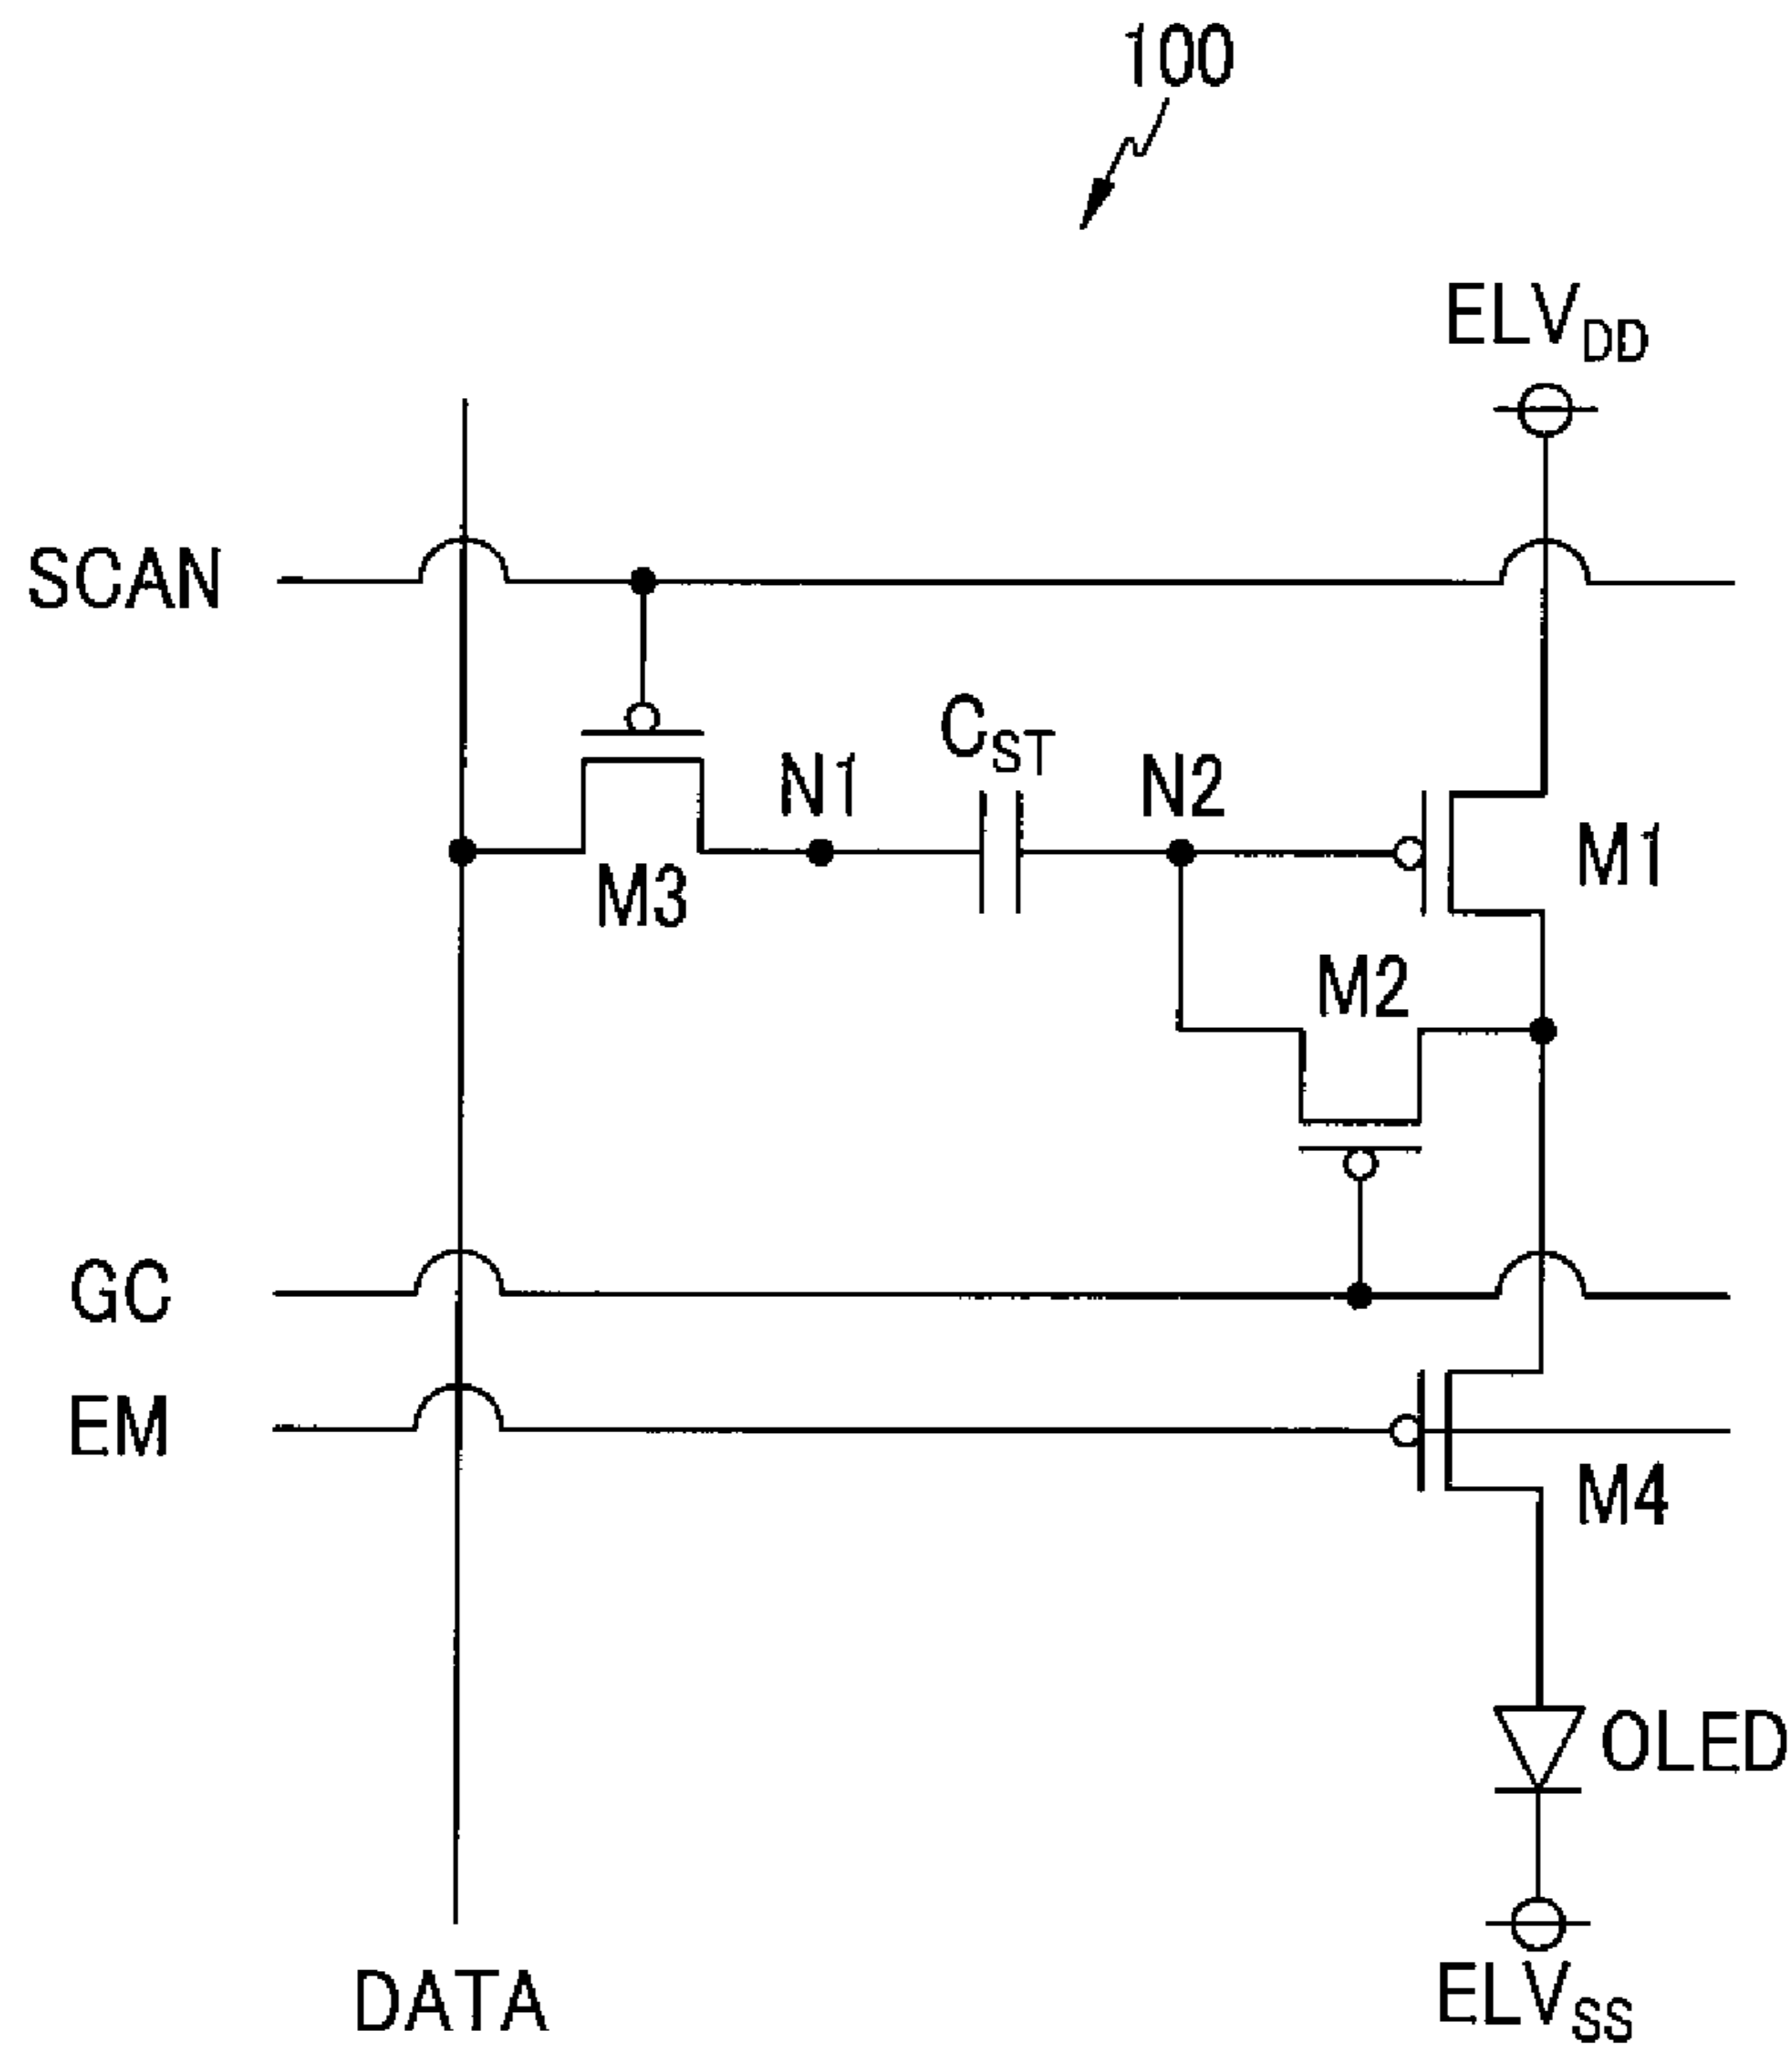 100
ELVDD
SCAN
CST
N1
N2
M1
M3
M2
GC
EM
M4
OLED
DATA
ELVSS